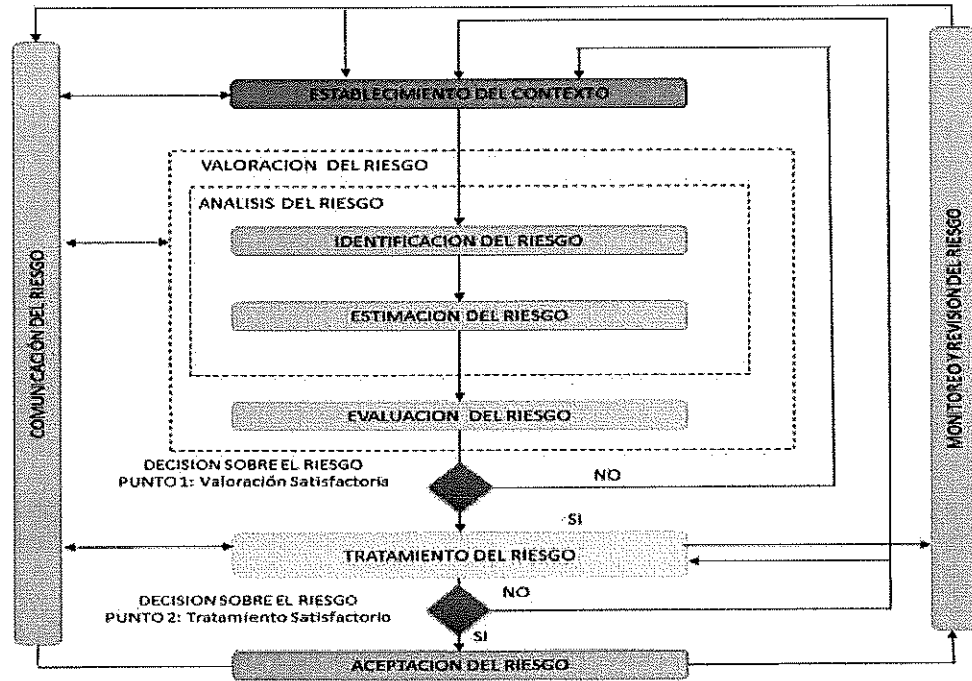 ESTABLECIMIENTO DEL CONTEXTO
VALORACION DEL RIESGO
ANALISIS DEL RIESGO
IDENTIFICACION DEL RIESGO
ESTIMACION DEL RIESGO
EVALUACION DEL RIESGO
DECISION SOBRE EL RIESGO
PUNTO 1: Valoración Satisfactoria
NO
SI
TRATAMIENTO DEL RIESGO
NO
DECISION SOBRE EL RIESGO
PUNTO 2: Tratamiento Satisfactorio
SI
ACEPTACION DEL RIESGO
COMUNICACIÓN DEL RIESGO
MONITOREO Y REVISION DEL RIESGO